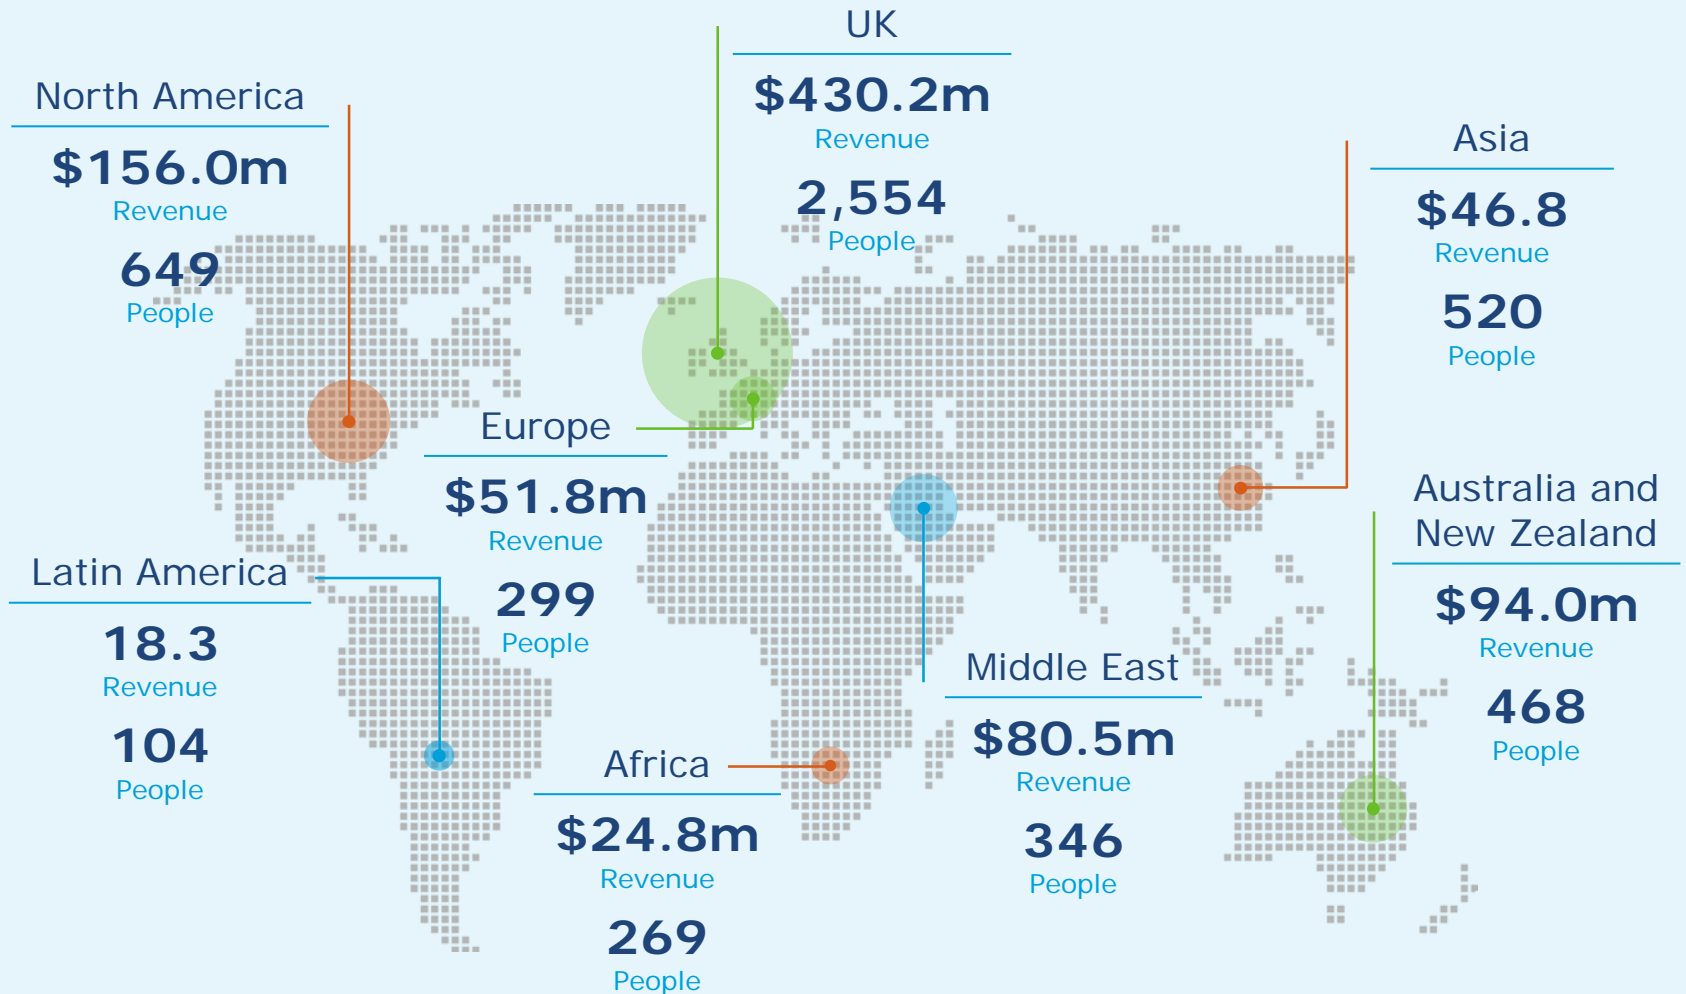 UK
$430.2m
Revenue
2,554
People
North America
$156.0m
Revenue
649
People
Asia
$46.8
Revenue
520
People
Europe
$51.8m
Revenue
299
People
Australia and
New Zealand
$94.0m
Revenue
468
People
Latin America
18.3
Revenue
104
People
Middle East
$80.5m
Revenue
346
People
Africa
$24.8m
Revenue
269
People